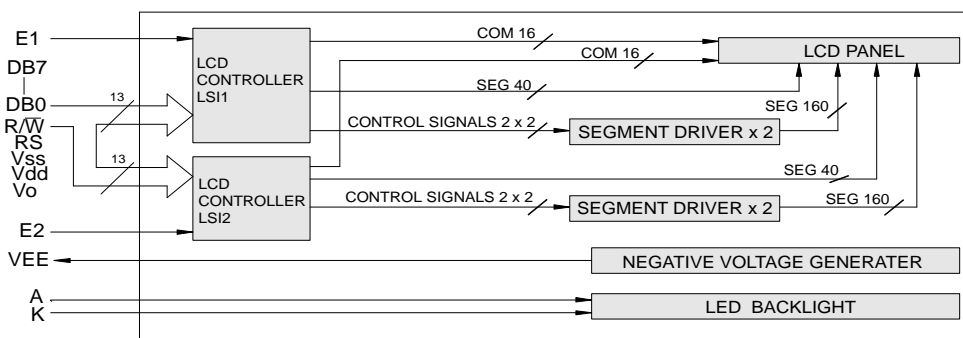 E1
DB7
DB0
R/W̅
RS
Vss
Vdd
Vo
E2
VEE
A
K
13
13
LCD
CONTROLLER
LSI1
LCD
CONTROLLER
LSI2
COM 16
COM 16
SEG 40
CONTROL SIGNALS 2 x 2
SEGMENT DRIVER x 2
SEG 160
LCD PANEL
SEG 40
CONTROL SIGNALS 2 x 2
SEGMENT DRIVER x 2
SEG 160
NEGATIVE VOLTAGE GENERATER
LED BACKLIGHT